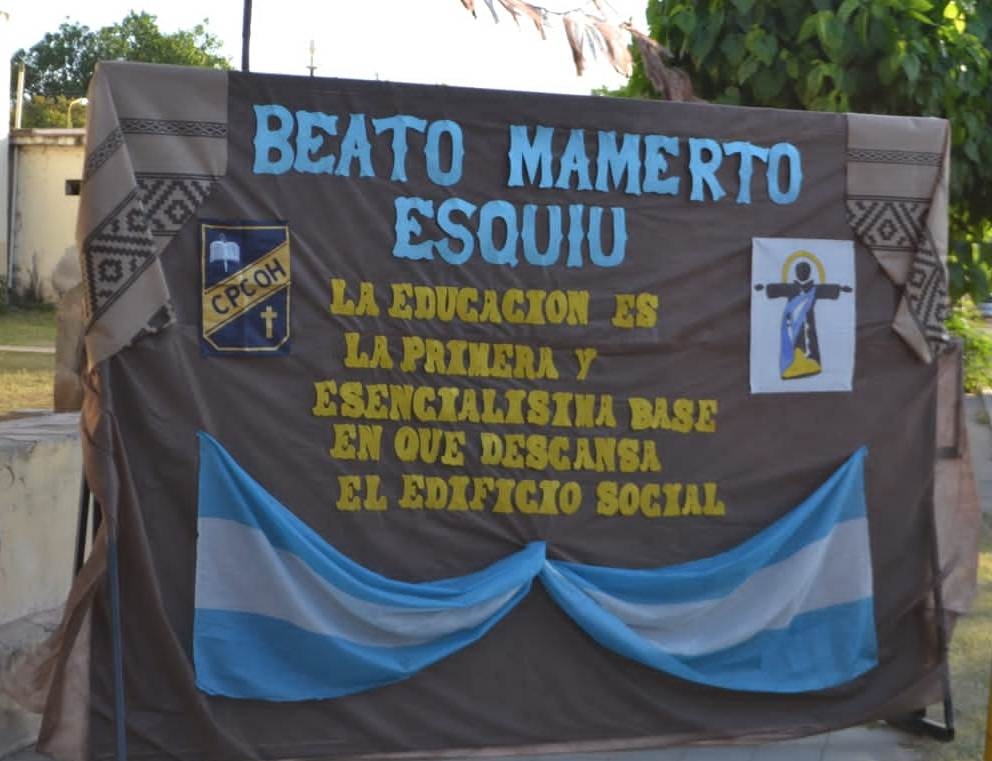 BEATO MAMERTO
ESQUIU
CPCOH
LA EDUCACION ES
LA PRIMERA Y
ESENCIALISIMA BASE
EN QUE DESCANSA
EL EDIFICIO SOCIAL